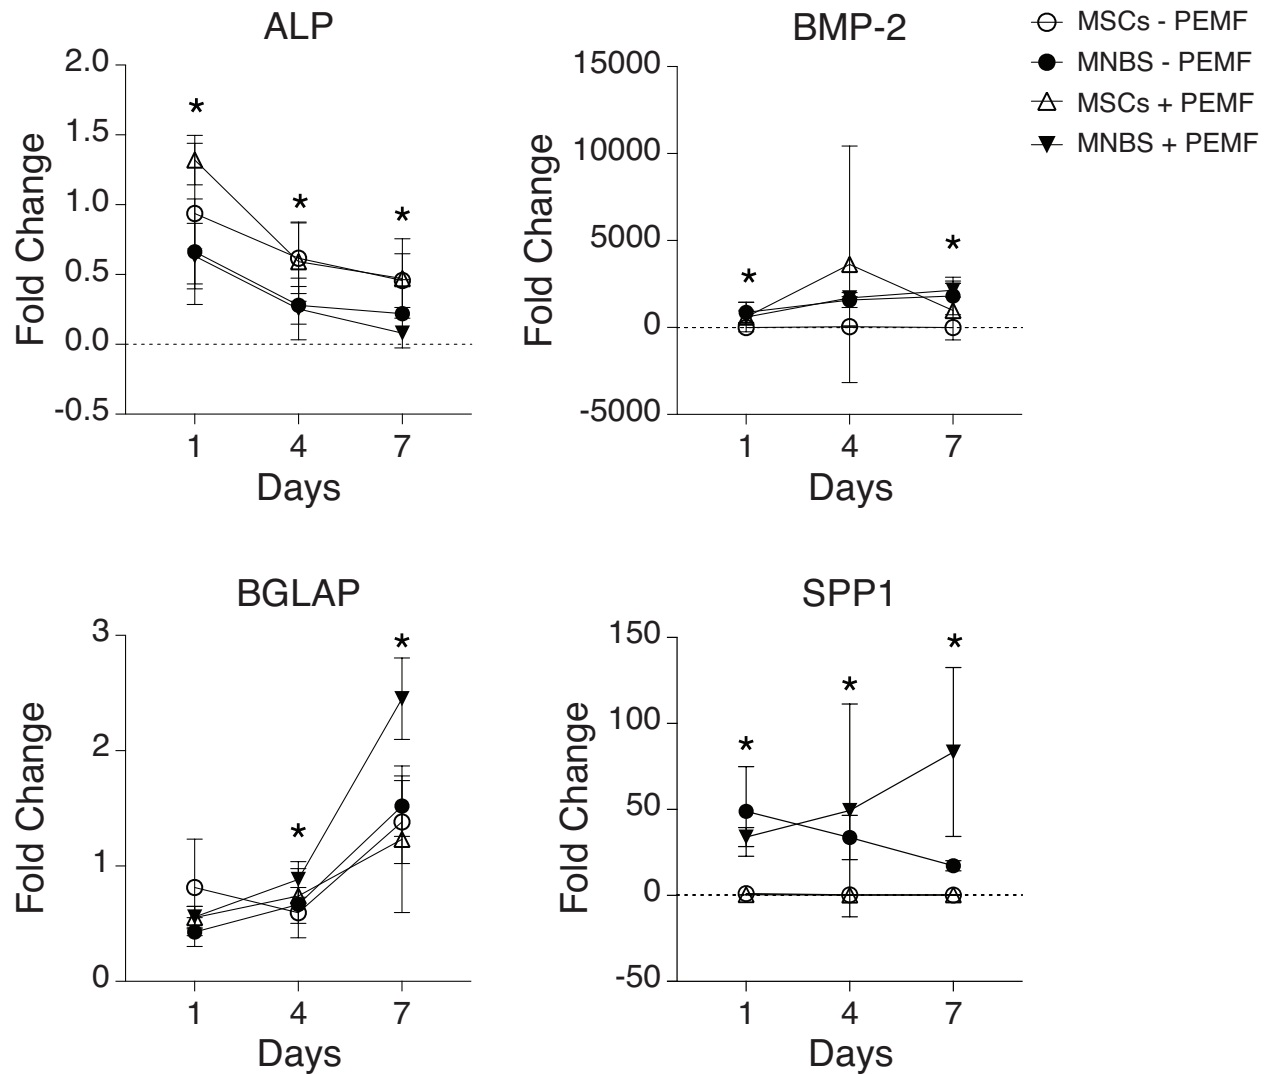 ALP
2.0
1.5
1.0
0.5
0.0
-0.5
Fold Change
*
*
*
1 4 7
Days
BMP-2
15000
10000
5000
0
-5000
Fold Change
*
*
1 4 7
Days
MSCs - PEMF
MNBS - PEMF
MSCs + PEMF
MNBS + PEMF
BGLAP
3
2
1
0
Fold Change
*
*
1 4 7
Days
SPP1
150
100
50
0
-50
Fold Change
*
*
*
1 4 7
Days